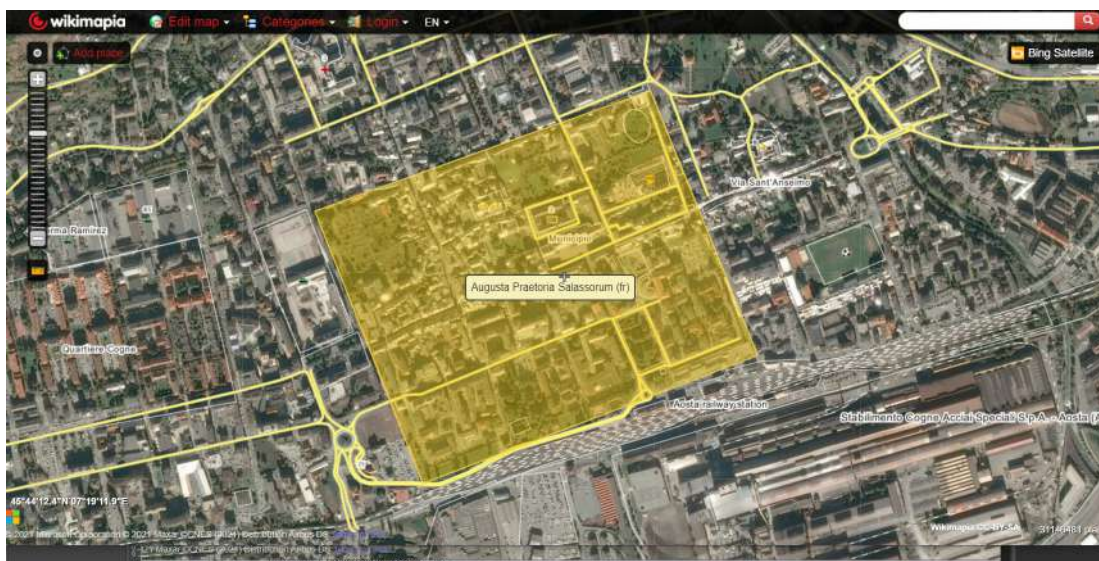 wikimapia Edit map Categories Login EN
Add place
Bing Satellite
Via Sant'Anselmo
Municipio
Augusta Praetoria Salassorum (fr)
Quartiere Cogne
Aosta railway station
Stabilimento Cogne Acciai Speciali S.p.A. - Aosta (A
45°44'12.4"N 07°19'11.9"E
Wikimapia CC-BY-SA